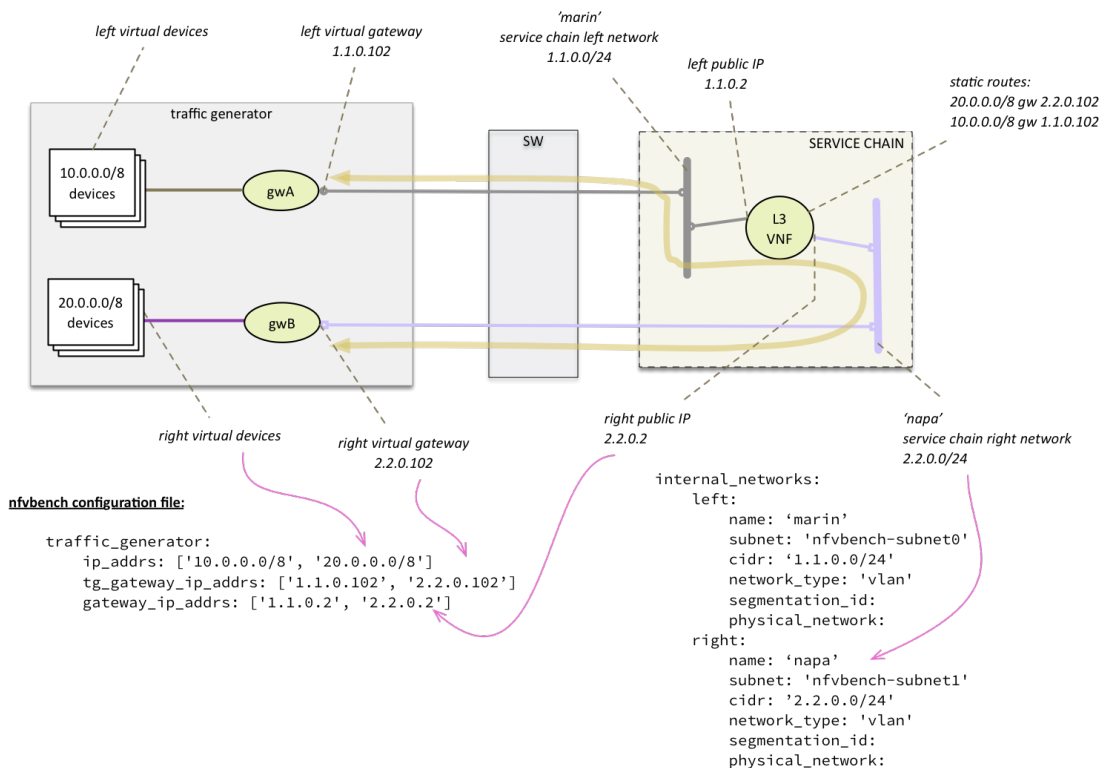 left virtual devices
left virtual gateway
1.1.0.102
’marin’
service chain left network
1.1.0.0/24
left public IP
1.1.0.2
static routes:
20.0.0.0/8 gw 2.2.0.102
10.0.0.0/8 gw 1.1.0.102
traffic generator
SW
SERVICE CHAIN
10.0.0.0/8
devices
gwA
L3
VNF
20.0.0.0/8
devices
gwB
right virtual devices
right virtual gateway
2.2.0.102
right public IP
2.2.0.2
‘napa’
service chain right network
2.2.0.0/24
nfvbench configuration file:
traffic_generator:
ip_addrs: ['10.0.0.0/8', '20.0.0.0/8']
tg_gateway_ip_addrs: ['1.1.0.102’, '2.2.0.102’]
gateway_ip_addrs: ['1.1.0.2', '2.2.0.2']
internal_networks:
left:
name: ‘marin’
subnet: 'nfvbench-subnet0'
cidr: ‘1.1.0.0/24'
network_type: 'vlan'
segmentation_id:
physical_network:
right:
name: ‘napa’
subnet: 'nfvbench-subnet1'
cidr: ’2.2.0.0/24'
network_type: 'vlan'
segmentation_id:
physical_network: